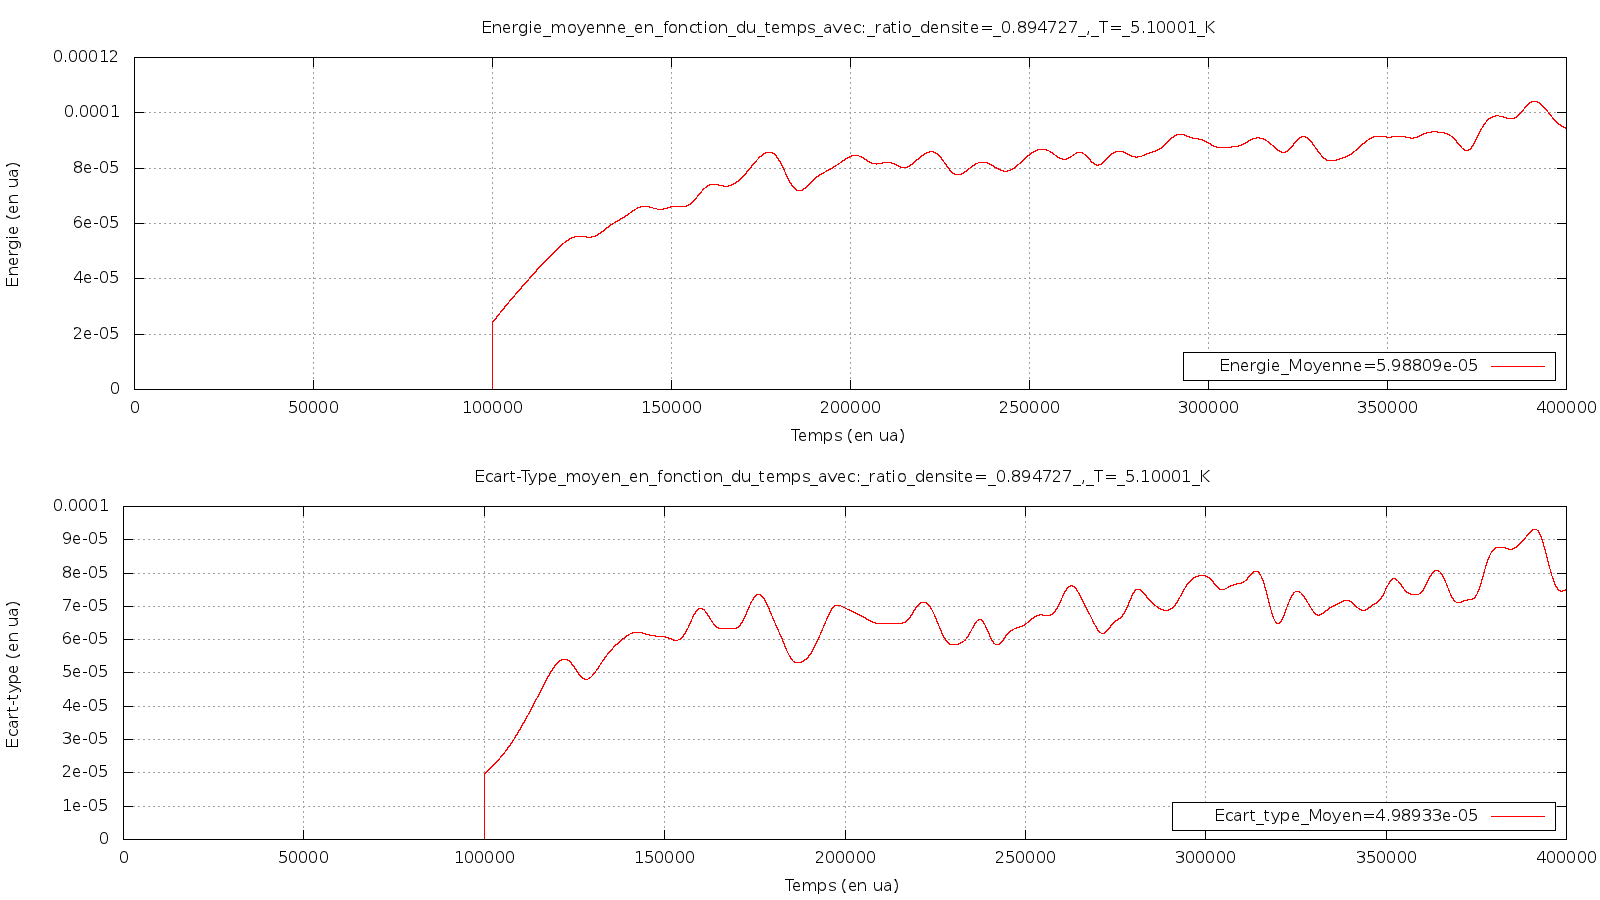 Energie_moyenne_en_fonction_du_temps_avec:_ratio_densite=_0.894727_,_T=_5.10001_K
0.00012
0.0001
8e-05
6e-05
4e-05
2e-05
0
Energie (en ua)
Energie_Moyenne=5.98809e-05
0 50000 100000 150000 200000 250000 300000 350000 400000
Temps (en ua)
Ecart-Type_moyen_en_fonction_du_temps_avec:_ratio_densite=_0.894727_,_T=_5.10001_K
0.0001
9e-05
8e-05
7e-05
6e-05
5e-05
4e-05
3e-05
2e-05
1e-05
0
Ecart-type (en ua)
Ecart_type_Moyen=4.98933e-05
0 50000 100000 150000 200000 250000 300000 350000 400000
Temps (en ua)